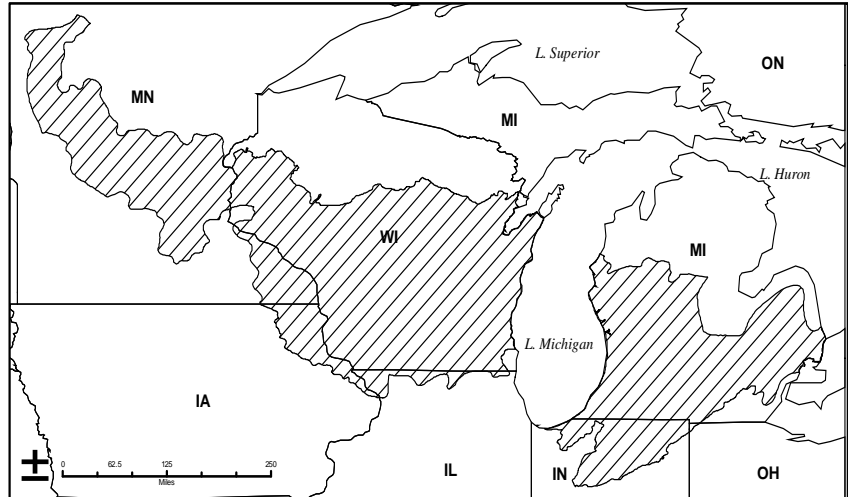 L. Superior
ON
MN
MI
L. Huron
WI
MI
L. Michigan
IA
0 62.5 125 250
Miles
IL
IN
OH